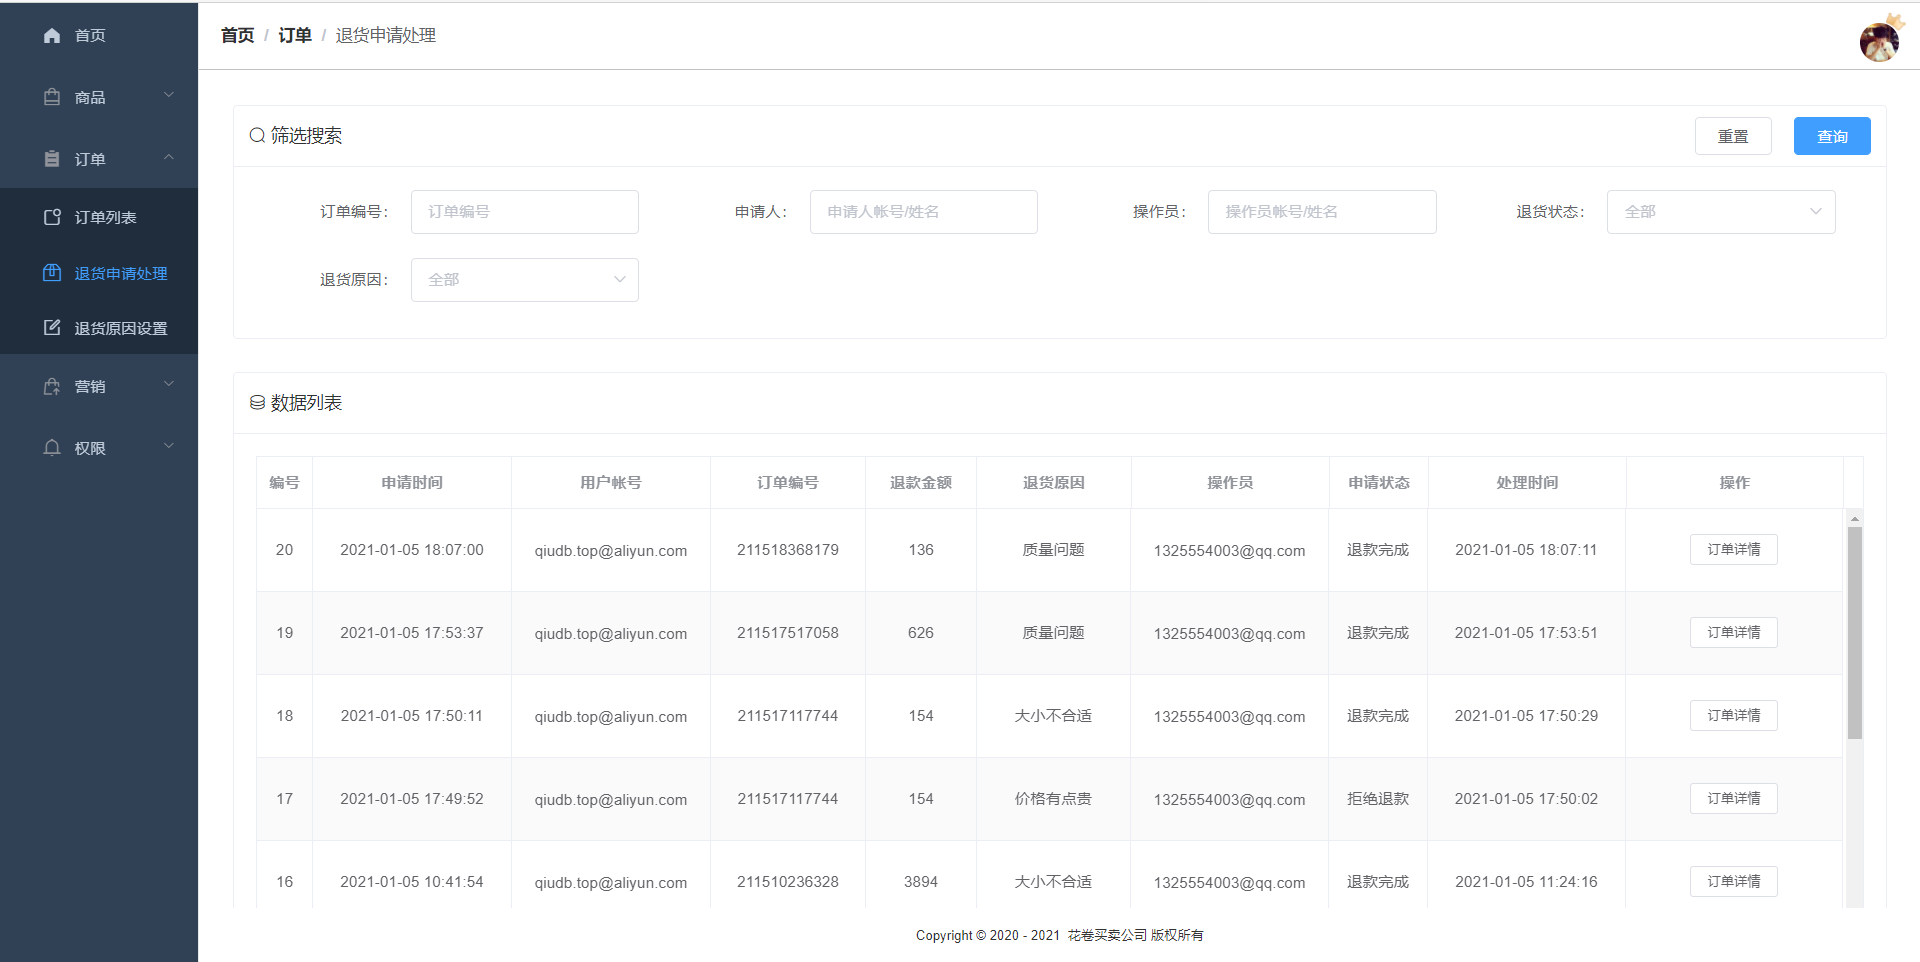 首页
商品
订单
订单列表
退货申请处理
退货原因设置
营销
权限
首页 / 订单 / 退货申请处理
筛选搜索 重置 查询
订单编号: 订单编号 申请人: 申请人帐号/姓名 操作员: 操作员帐号/姓名 退货状态: 全部
退货原因: 全部
数据列表
编号 申请时间 用户帐号 订单编号 退款金额 退货原因 操作员 申请状态 处理时间 操作
20 2021-01-05 18:07:00 qiudb.top@aliyun.com 211518368179 136 质量问题 1325554003@qq.com 退款完成 2021-01-05 18:07:11 订单详情
19 2021-01-05 17:53:37 qiudb.top@aliyun.com 211517517058 626 质量问题 1325554003@qq.com 退款完成 2021-01-05 17:53:51 订单详情
18 2021-01-05 17:50:11 qiudb.top@aliyun.com 211517117744 154 大小不合适 1325554003@qq.com 退款完成 2021-01-05 17:50:29 订单详情
17 2021-01-05 17:49:52 qiudb.top@aliyun.com 211517117744 154 价格有点贵 1325554003@qq.com 拒绝退款 2021-01-05 17:50:02 订单详情
16 2021-01-05 10:41:54 qiudb.top@aliyun.com 211510236328 3894 大小不合适 1325554003@qq.com 退款完成 2021-01-05 11:24:16 订单详情
Copyright © 2020 - 2021 花卷买卖公司 版权所有